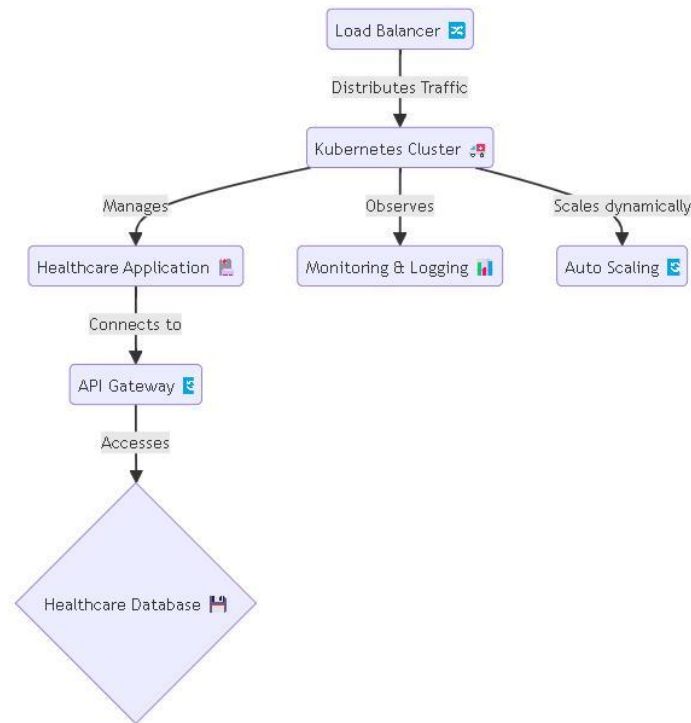 Load Balancer
Distributes Traffic
Kubernetes Cluster
Manages
Observes
Scales dynamically
Healthcare Application
Monitoring & Logging
Auto Scaling
Connects to
API Gateway
Accesses
Healthcare Database